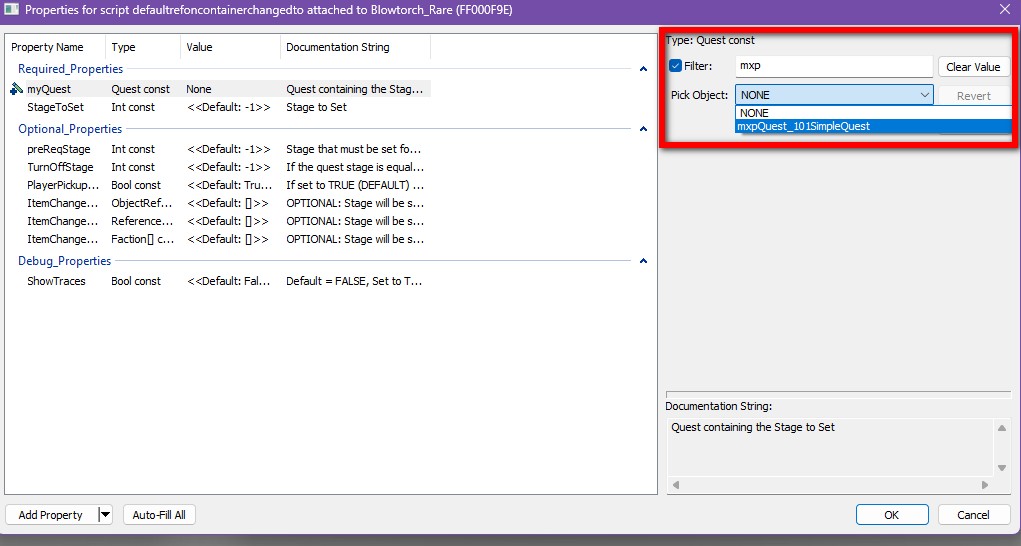 Properties for script defaultrefoncontainerchangedto attached to Blowtorch_Rare (FF000F9E)
Property Name Type Value Documentation String
Required_Properties
myQuest Quest const None Quest containing the Stag...
StageToSet Int const <<Default: -1>> Stage to Set
Optional_Properties
preReqStage Int const <<Default: -1>> Stage that must be set fo...
TurnOffStage Int const <<Default: -1>> If the quest stage is equal...
PlayerPickup... Bool const <<Default: Tru... If set to TRUE (DEFAULT) ...
ItemChange... ObjectRef... <<Default: []>> OPTIONAL: Stage will be s...
ItemChange... Reference... <<Default: []>> OPTIONAL: Stage will be s...
ItemChange... Faction[] c... <<Default: []>> OPTIONAL: Stage will be s...
Debug_Properties
ShowTraces Bool const <<Default: Fal... Default = FALSE, Set to T...
Type: Quest const
Filter: mxp Clear Value
Pick Object: NONE Revert
NONE
mxpQuest_101SimpleQuest
Documentation String:
Quest containing the Stage to Set
Add Property Auto-Fill All OK Cancel